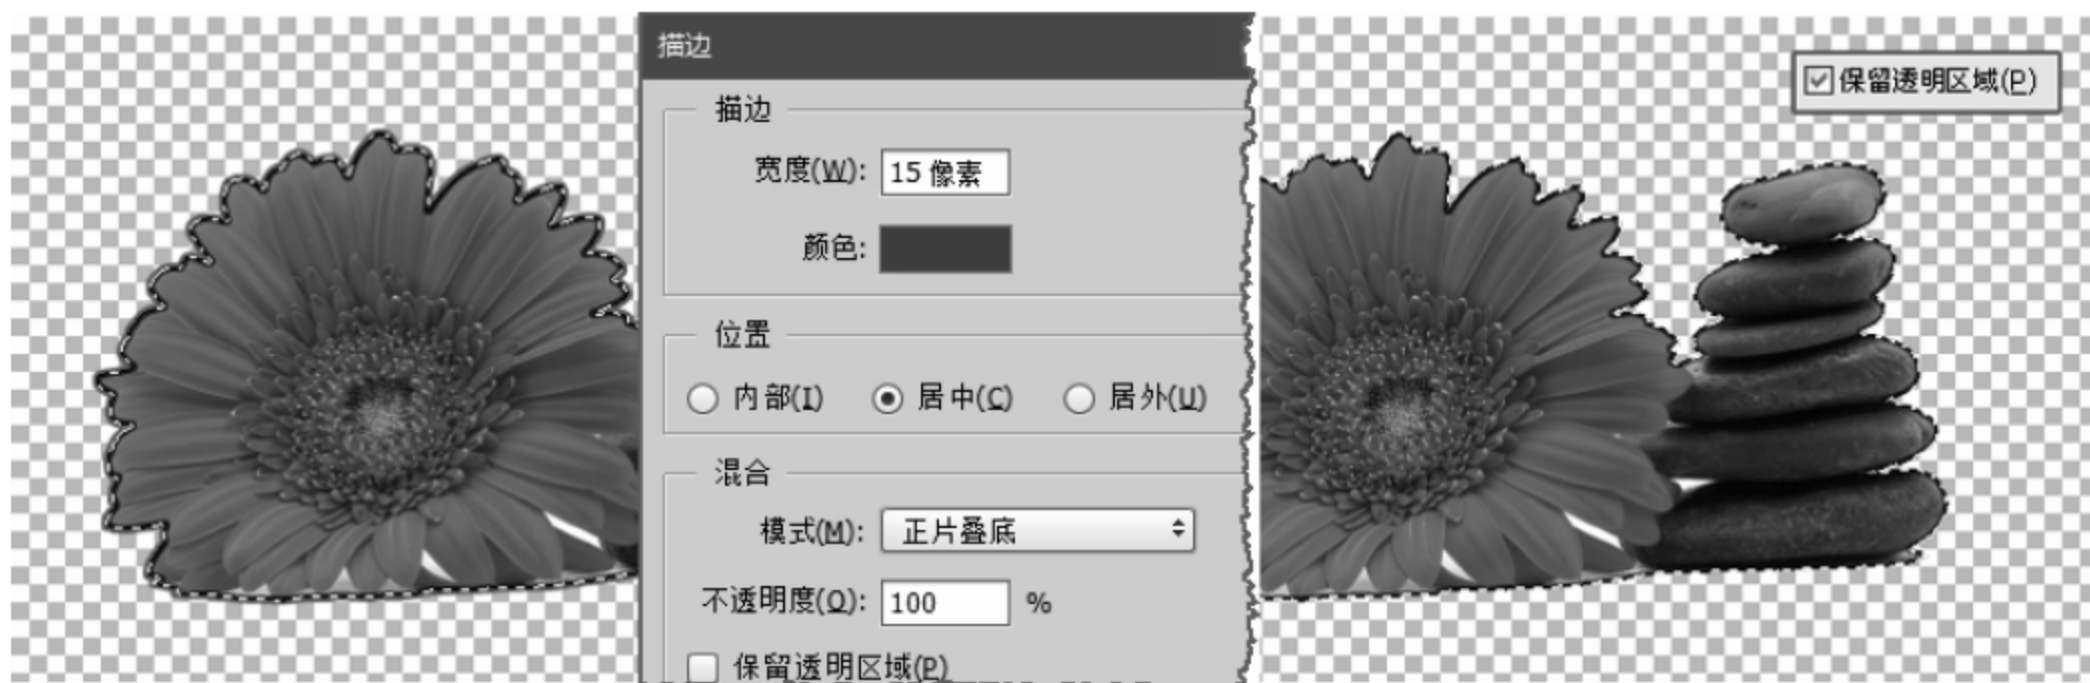 描边
描边
宽度(W): 15 像素
颜色:
位置
内部(I) 居中(C) 居外(U)
混合
模式(M): 正片叠底
不透明度(O): 100 %
保留透明区域(P)
保留透明区域(P)